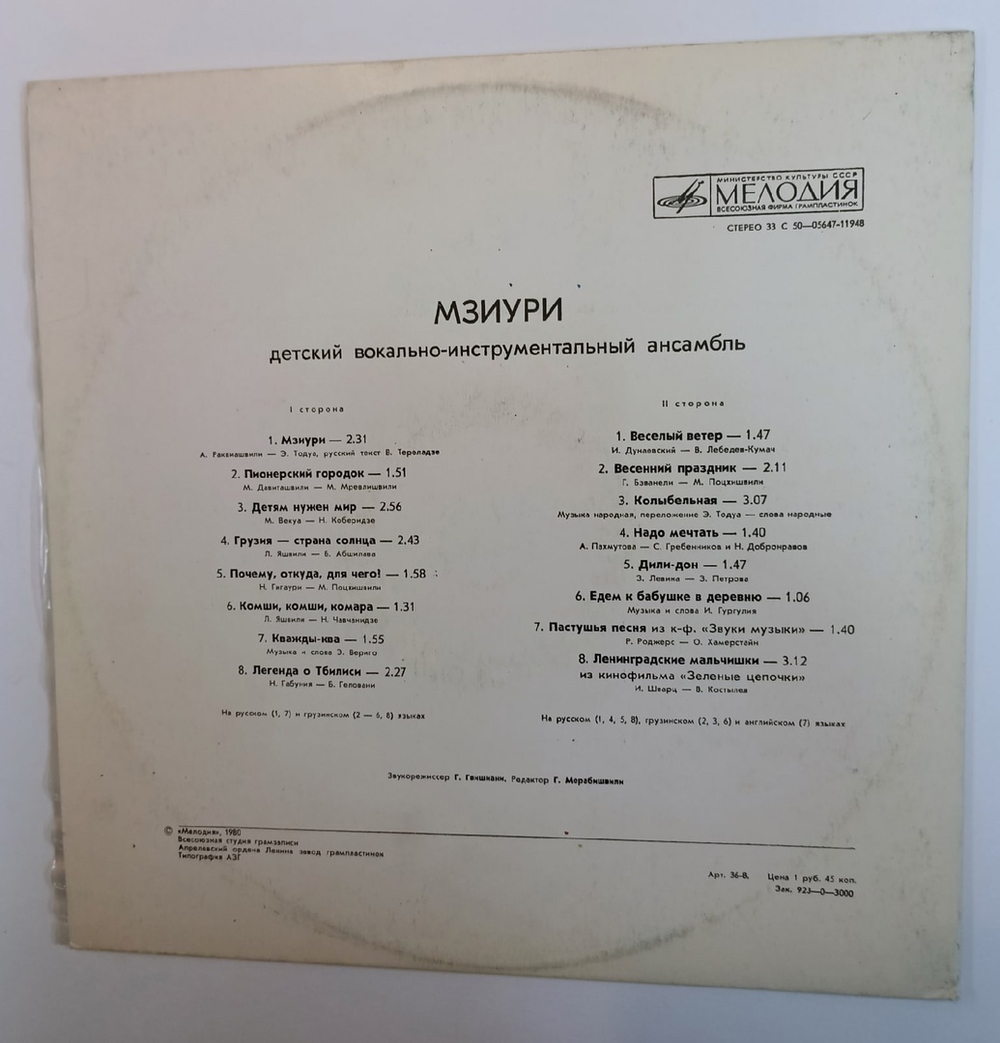 МИНИСТЕРСТВО КУЛЬТУРЫ СССР
МЕЛОДИЯ
ВСЕСОЮЗНАЯ ФИРМА ГРАМПЛАСТИНОК
СТЕРЕО 33 С 50—05647-11948
МЗИУРИ
детский вокально-инструментальный ансамбль
I сторона
1. Мзиури — 2.31
А. Раквиашвили — Э. Тодуа, русский текст В. Тероладзе
2. Пионерский городок — 1.51
М. Давиташвили — М. Мревлишвили
3. Детям нужен мир — 2.56
М. Векуа — Н. Коберидзе
4. Грузия — страна солнца — 2.43
Л. Яшвили — Б. Абшилава
5. Почему, откуда, для чего! — 1.58
Н. Гигаури — М. Поцхишвили
6. Комши, комши, комара — 1.31
Л. Яшвили — Н. Чавчанидзе
7. Кважды-ква — 1.55
Музыка и слова Э. Вериго
8. Легенда о Тбилиси — 2.27
Н. Габуния — Б. Геловани
На русском (1, 7) и грузинском (2 — 6, 8) языках
II сторона
1. Веселый ветер — 1.47
И. Дунаевский — В. Лебедев-Кумач
2. Весенний праздник — 2.11
Г. Бзванели — М. Поцхишвили
3. Колыбельная — 3.07
Музыка народная, переложение Э. Тодуа — слова народные
4. Надо мечтать — 1.40
А. Пахмутова — С. Гребенников и Н. Добронравов
5. Дили-дон — 1.47
З. Левина — З. Петрова
6. Едем к бабушке в деревню — 1.06
Музыка и слова И. Гургулия
7. Пастушья песня из к-ф. «Звуки музыки» — 1.40
Р. Роджерс — О. Хамерстайн
8. Ленинградские мальчишки — 3.12
из кинофильма «Зеленые цепочки»
И. Шварц — В. Костылев
На русском (1, 4, 5, 8), грузинском (2, 3, 6) и английском (7) языках
Звукорежиссер Г. Гвишиани, Редактор Г. Мерабишвили
© «Мелодия», 1980
Всесоюзная студия грамзаписи
Апрелевский ордена Ленина завод грампластинок
Типография АЗГ
Арт. 36-8. Цена 1 руб. 45 коп.
Зак. 923—0—3000